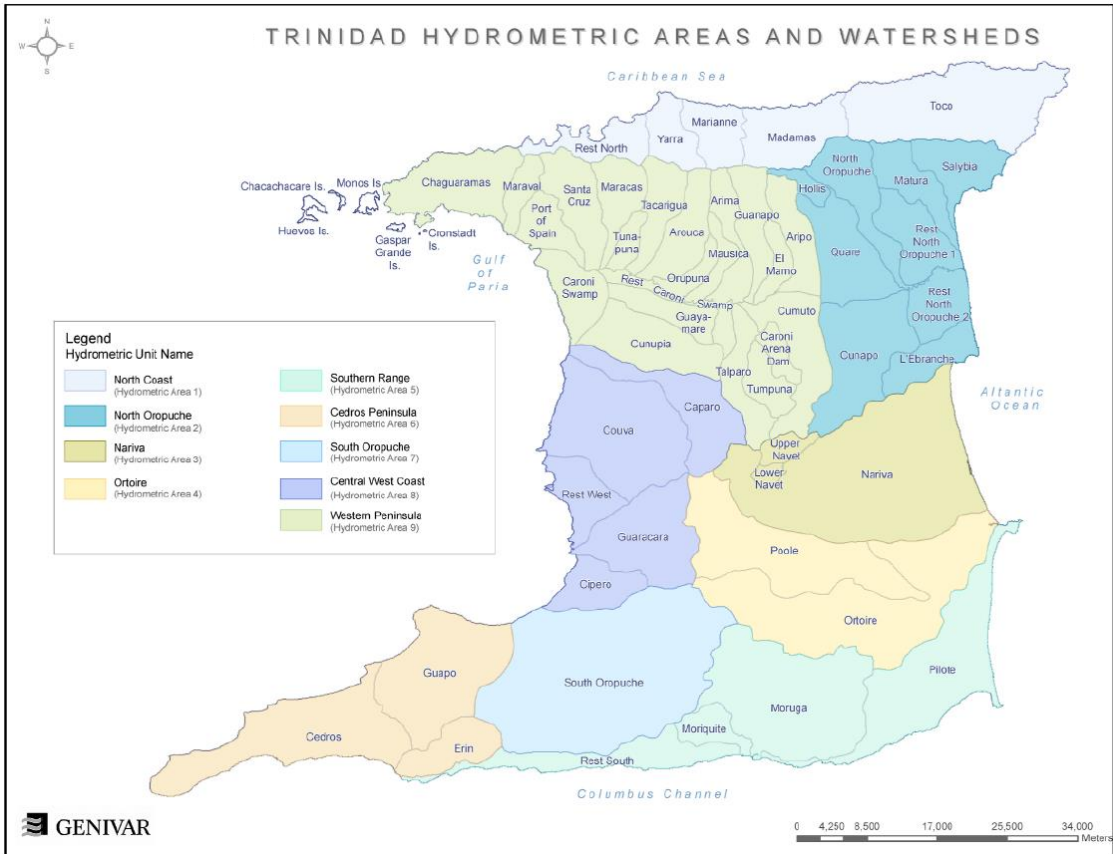 N
W E
S
TRINIDAD HYDROMETRIC AREAS AND WATERSHEDS
Caribbean Sea
Toco
Marianne
Yarra
Madamas
Rest North
North
Oropuche
Salybia
Matura
Hollis
Chacachacare Is.
Monos Is.
Huevos Is.
Gaspar
Grande
Is.
Cronstadt
Is.
Chaguaramas
Maraval
Port
of
Spain
Santa
Cruz
Maracas
Tuna-
puna
Tacarigua
Arouca
Arima
Guanapo
Mausica
El
Mamo
Aripo
Quare
Rest
North
Oropuche 1
Rest
North
Oropuche 2
Gulf
of
Paria
Caroni
Swamp
Rest
Caroni
Swamp
Orupuna
Guaya-
mare
Cumuto
Caroni
Arena
Dam
Cunupia
Talparo
Tumpuna
Cunapo
L'Ebranche
Altantic
Ocean
Legend
Hydrometric Unit Name
North Coast
(Hydrometric Area 1)
North Oropuche
(Hydrometric Area 2)
Nariva
(Hydrometric Area 3)
Ortoire
(Hydrometric Area 4)
Southern Range
(Hydrometric Area 5)
Cedros Peninsula
(Hydrometric Area 6)
South Oropuche
(Hydrometric Area 7)
Central West Coast
(Hydrometric Area 8)
Western Peninsula
(Hydrometric Area 9)
Caparo
Couva
Upper
Navet
Lower
Navet
Nariva
Rest West
Guaracara
Poole
Cipero
Ortoire
Guapo
South Oropuche
Pilote
Moruga
Moriquite
Cedros
Erin
Rest South
Columbus Channel
GENIVAR
0 4,250 8,500 17,000 25,500 34,000
Meters